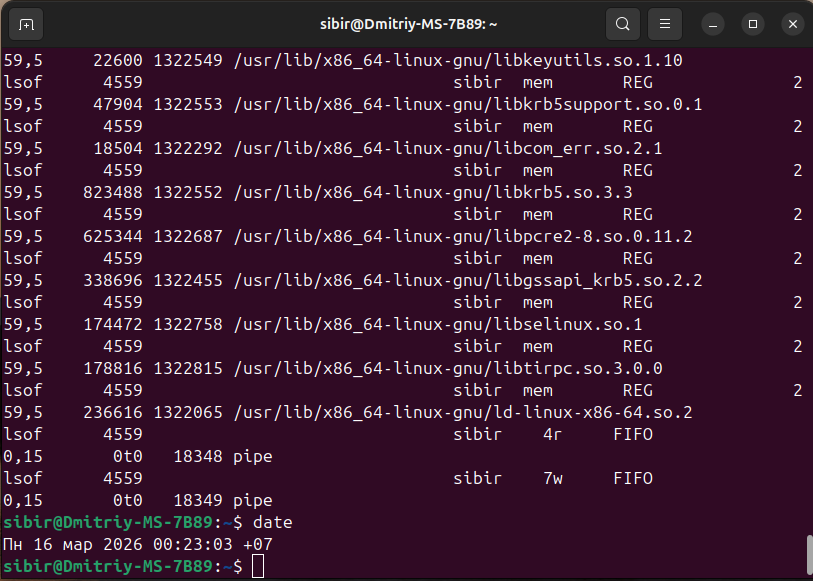 sibir@Dmitriy-MS-7B89: ~
59,5     22600 1322549 /usr/lib/x86_64-linux-gnu/libkeyutils.so.1.10
lsof      4559                               sibir  mem       REG              2
59,5     47904 1322553 /usr/lib/x86_64-linux-gnu/libkrb5support.so.0.1
lsof      4559                               sibir  mem       REG              2
59,5     18504 1322292 /usr/lib/x86_64-linux-gnu/libcom_err.so.2.1
lsof      4559                               sibir  mem       REG              2
59,5    823488 1322552 /usr/lib/x86_64-linux-gnu/libkrb5.so.3.3
lsof      4559                               sibir  mem       REG              2
59,5    625344 1322687 /usr/lib/x86_64-linux-gnu/libpcre2-8.so.0.11.2
lsof      4559                               sibir  mem       REG              2
59,5    338696 1322455 /usr/lib/x86_64-linux-gnu/libgssapi_krb5.so.2.2
lsof      4559                               sibir  mem       REG              2
59,5    174472 1322758 /usr/lib/x86_64-linux-gnu/libselinux.so.1
lsof      4559                               sibir  mem       REG              2
59,5    178816 1322815 /usr/lib/x86_64-linux-gnu/libtirpc.so.3.0.0
lsof      4559                               sibir  mem       REG              2
59,5    236616 1322065 /usr/lib/x86_64-linux-gnu/ld-linux-x86-64.so.2
lsof      4559                               sibir    4r     FIFO
0,15       0t0   18348 pipe
lsof      4559                               sibir    7w     FIFO
0,15       0t0   18349 pipe
sibir@Dmitriy-MS-7B89:~$ date
Пн 16 мар 2026 00:23:03 +07
sibir@Dmitriy-MS-7B89:~$